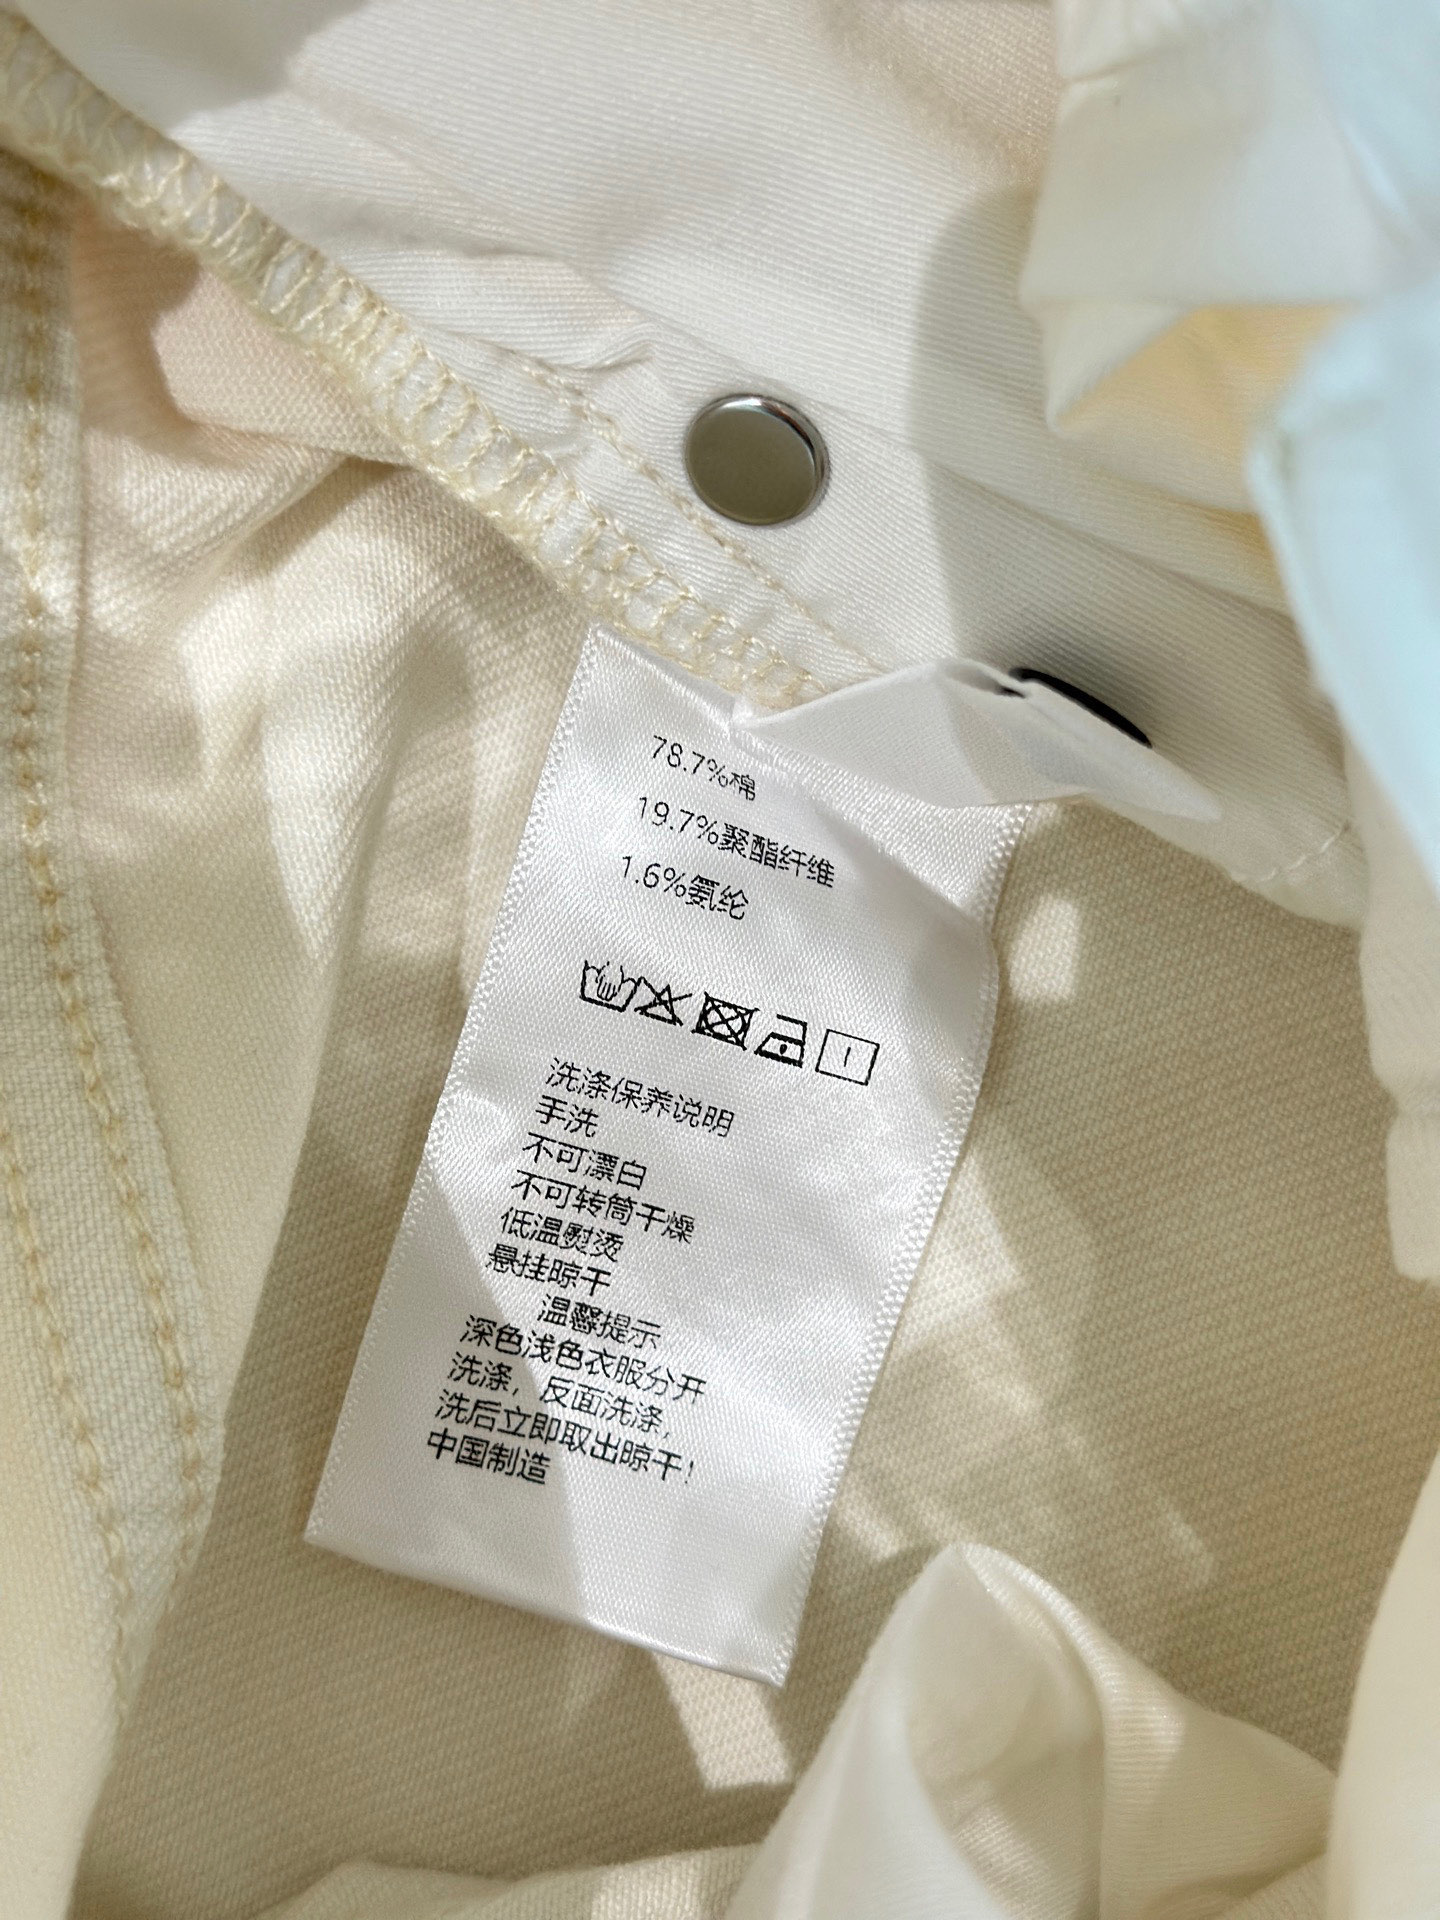 78.7%棉
19.7%聚酯纤维
1.6%氨纶
洗涤保养说明
手洗
不可漂白
不可转筒干燥
低温熨烫
悬挂晾干
温馨提示
深色浅色衣服分开
洗涤，反面洗涤，
洗后立即取出晾干！
中国制造